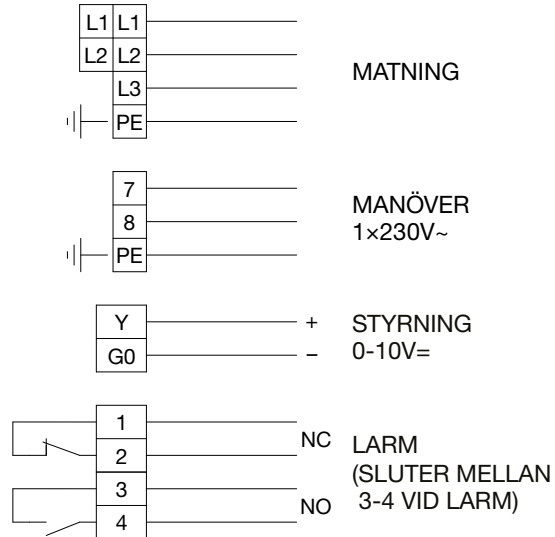 L1 L1
L2 L2
L3
PE
MATNING
7
8
PE
MANÖVER
1×230V~
Y +
G0 –
STYRNING
0-10V=
1
2
NC
3
4
NO
LARM
(SLUTER MELLAN
3-4 VID LARM)